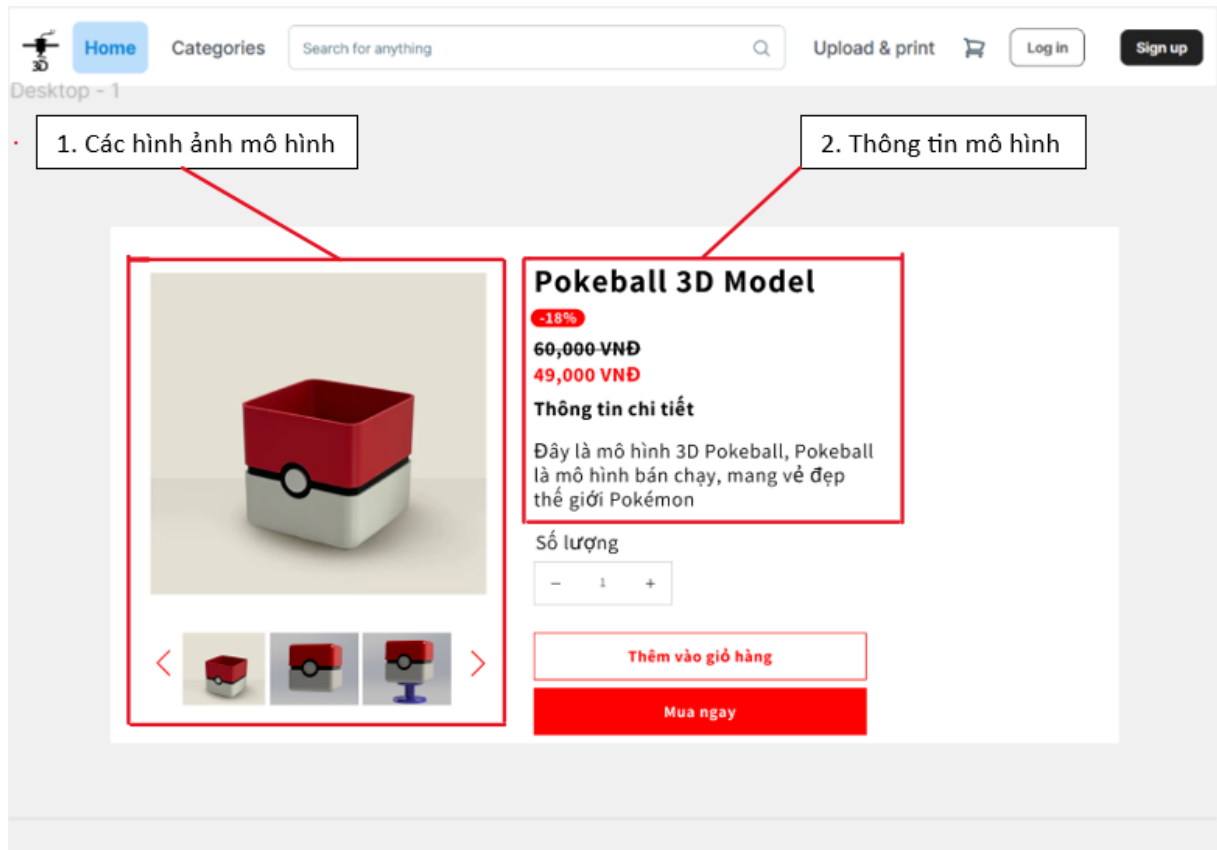 3D
Home
Categories
Search for anything
Upload & print
Log in
Sign up
Desktop - 1
1. Các hình ảnh mô hình
2. Thông tin mô hình
Pokeball 3D Model
-18%
60,000 VNĐ
49,000 VNĐ
Thông tin chi tiết
Đây là mô hình 3D Pokeball, Pokeball
là mô hình bán chạy, mang vẻ đẹp
thế giới Pokémon
Số lượng
− 1 +
Thêm vào giỏ hàng
Mua ngay